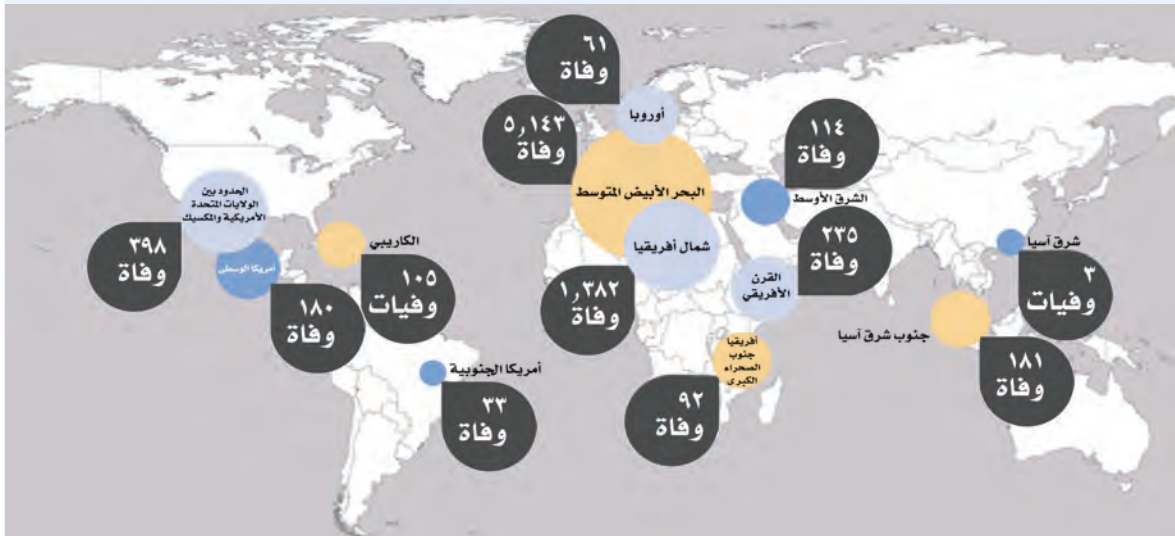 ٦١
وفاة
أوروبا
٥,١٤٣
وفاة
البحر الأبيض المتوسط
١١٤
وفاة
الشرق الأوسط
الحدود بين
الولايات المتحدة
الأمريكية والمكسيك
٣٩٨
وفاة
أمريكا الوسطى
١٨٠
وفاة
الكاريبي
١٠٥
وفيات
شمال أفريقيا
١,٣٨٢
وفاة
القرن
الأفريقي
٢٣٥
وفاة
شرق آسيا
٣
وفيات
جنوب شرق آسيا
١٨١
وفاة
أفريقيا
جنوب
الصحراء
الكبرى
٩٢
وفاة
أمريكا الجنوبية
٣٣
وفاة